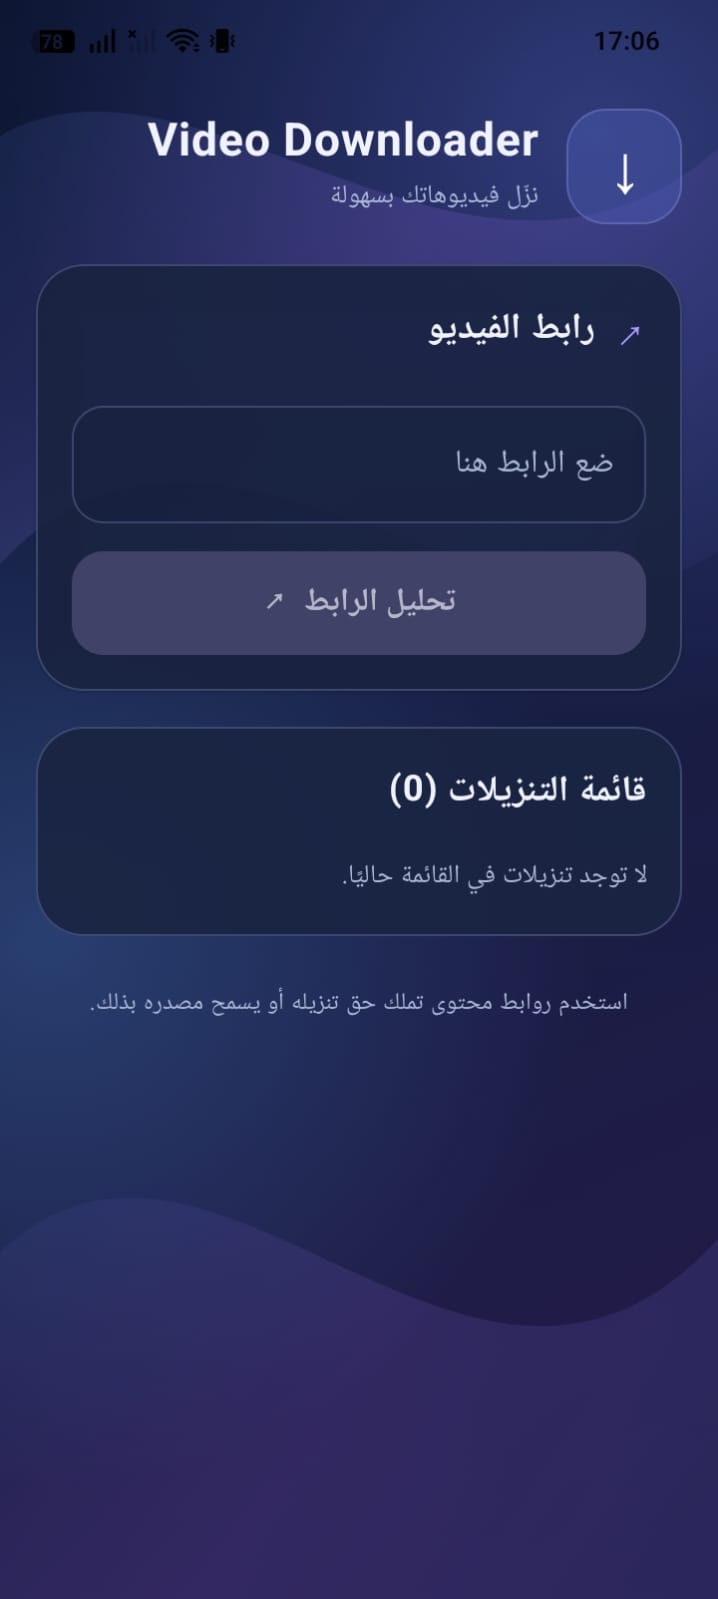 17:06
78
Video Downloader
نزّل فيديوهاتك بسهولة
رابط الفيديو
ضع الرابط هنا
تحليل الرابط
قائمة التنزيلات (0)
لا توجد تنزيلات في القائمة حاليًا.
استخدم روابط محتوى تملك حق تنزيله أو يسمح مصدره بذلك.